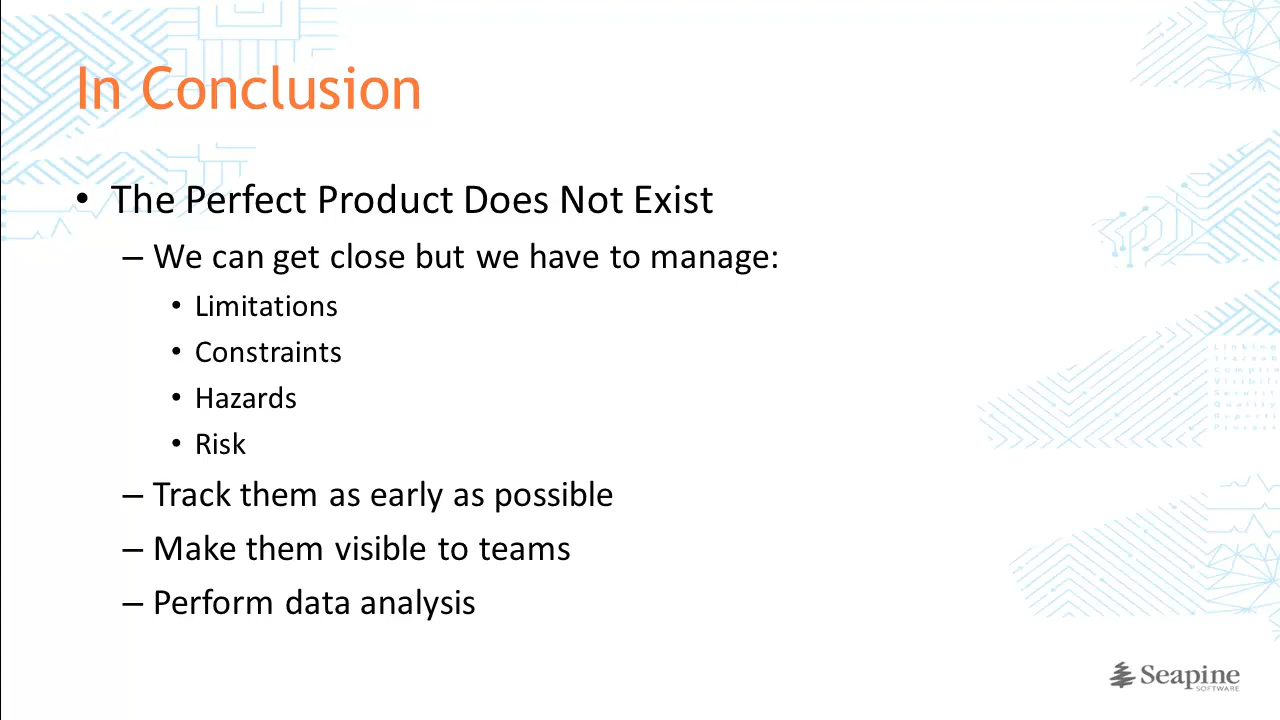 In Conclusion
• The Perfect Product Does Not Exist
– We can get close but we have to manage:
• Limitations
• Constraints
• Hazards
• Risk
– Track them as early as possible
– Make them visible to teams
– Perform data analysis
Seapine
SOFTWARE